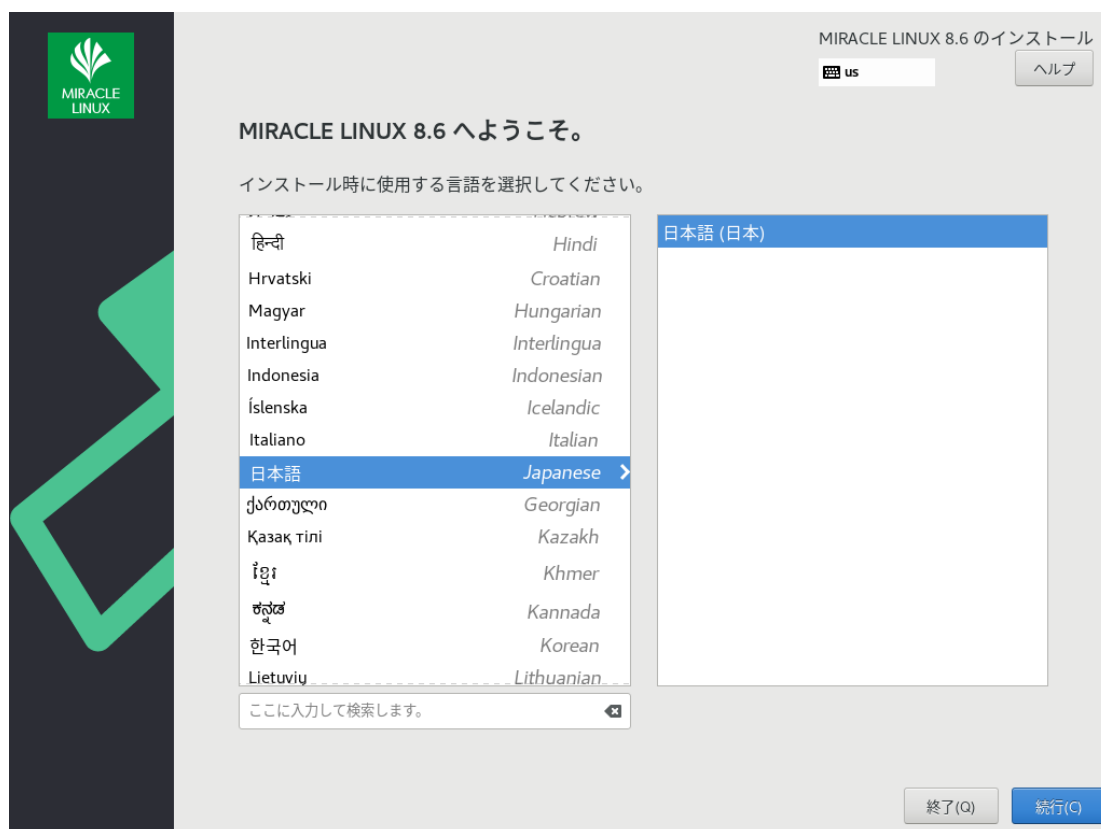 MIRACLE LINUX
MIRACLE LINUX 8.6 のインストール
us
ヘルプ
MIRACLE LINUX 8.6 へようこそ。
インストール時に使用する言語を選択してください。
हिन्दी Hindi
日本語 (日本)
Hrvatski Croatian
Magyar Hungarian
Interlingua Interlingua
Indonesia Indonesian
Íslenska Icelandic
Italiano Italian
日本語 Japanese
ქართული Georgian
Қазақ тілі Kazakh
ខ្មែរ Khmer
ಕನ್ನಡ Kannada
한국어 Korean
Lietuvių Lithuanian
ここに入力して検索します。
終了(Q)
続行(C)